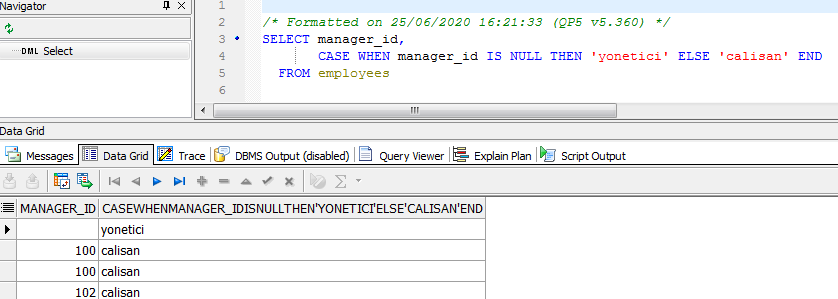 Navigator
DML Select
1
2 /* Formatted on 25/06/2020 16:21:33 (QP5 v5.360) */
3 SELECT manager_id,
4 CASE WHEN manager_id IS NULL THEN 'yonetici' ELSE 'calisan' END
5 FROM employees
6
Data Grid
Messages Data Grid Trace DBMS Output (disabled) Query Viewer Explain Plan Script Output
MANAGER_ID CASEWHENMANAGER_IDISNULLTHEN'YONETICI'ELSE'CALISAN'END
yonetici
100 calisan
100 calisan
102 calisan